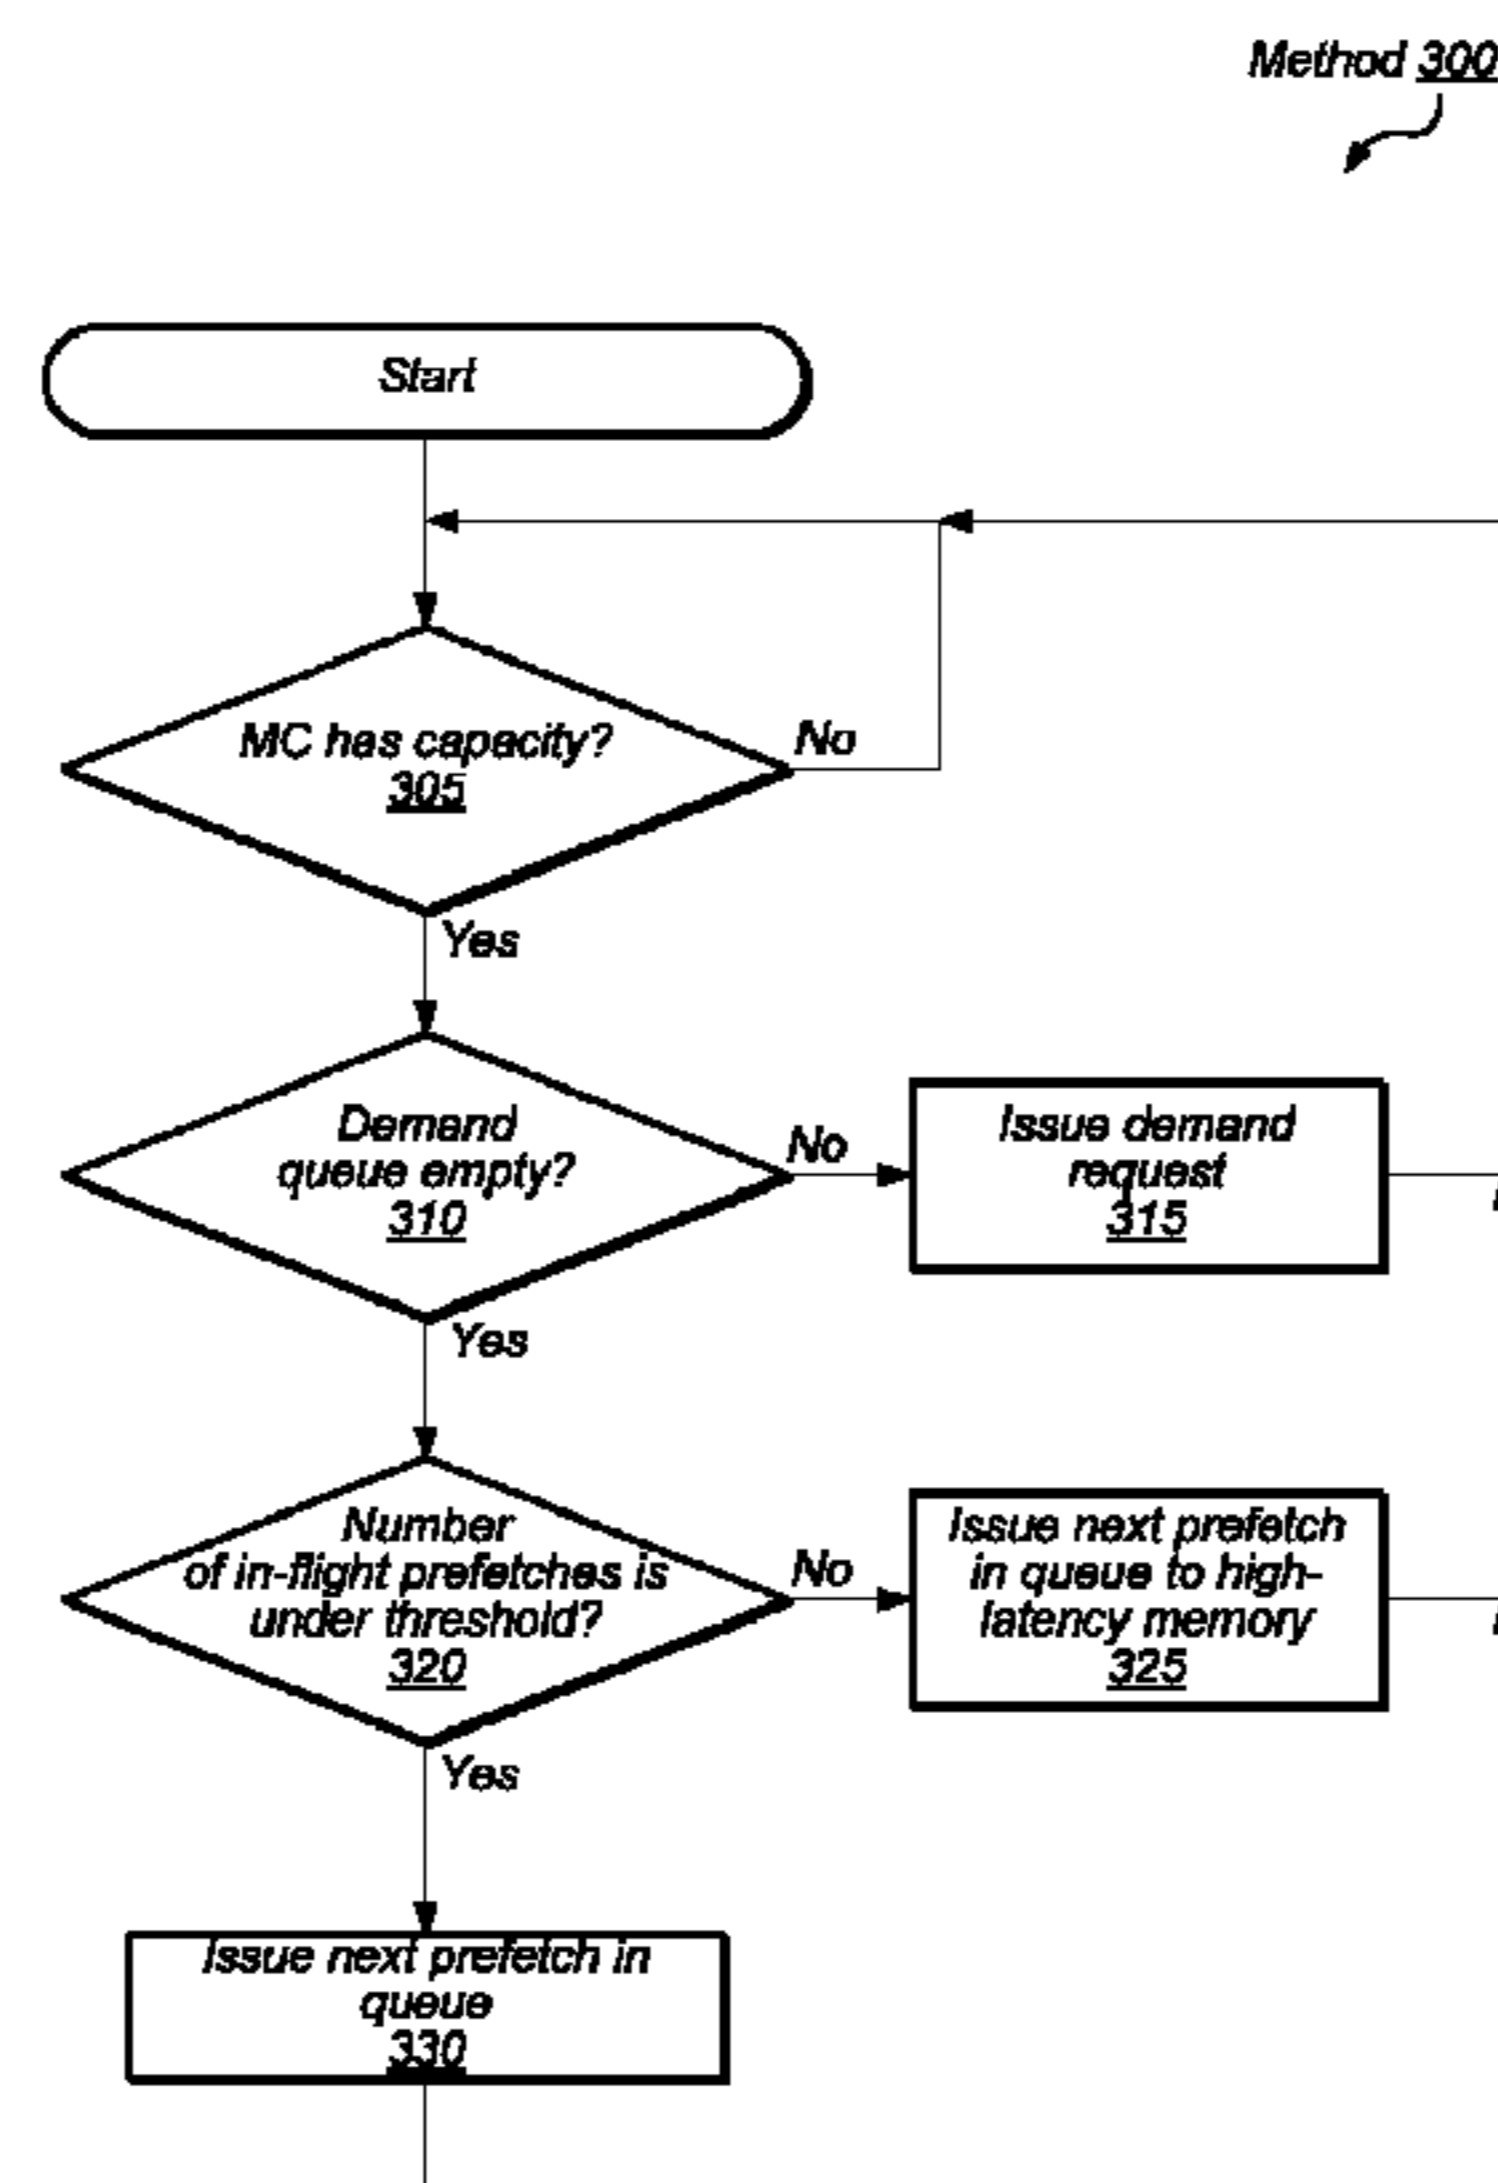 Method 300
Start
MC has capacity?
305
No
Yes
Demand
queue empty?
310
No
Issue demand
request
315
Yes
Number
of in-flight prefetches is
under threshold?
320
No
Issue next prefetch
in queue to high-
latency memory
325
Yes
Issue next prefetch in
queue
330